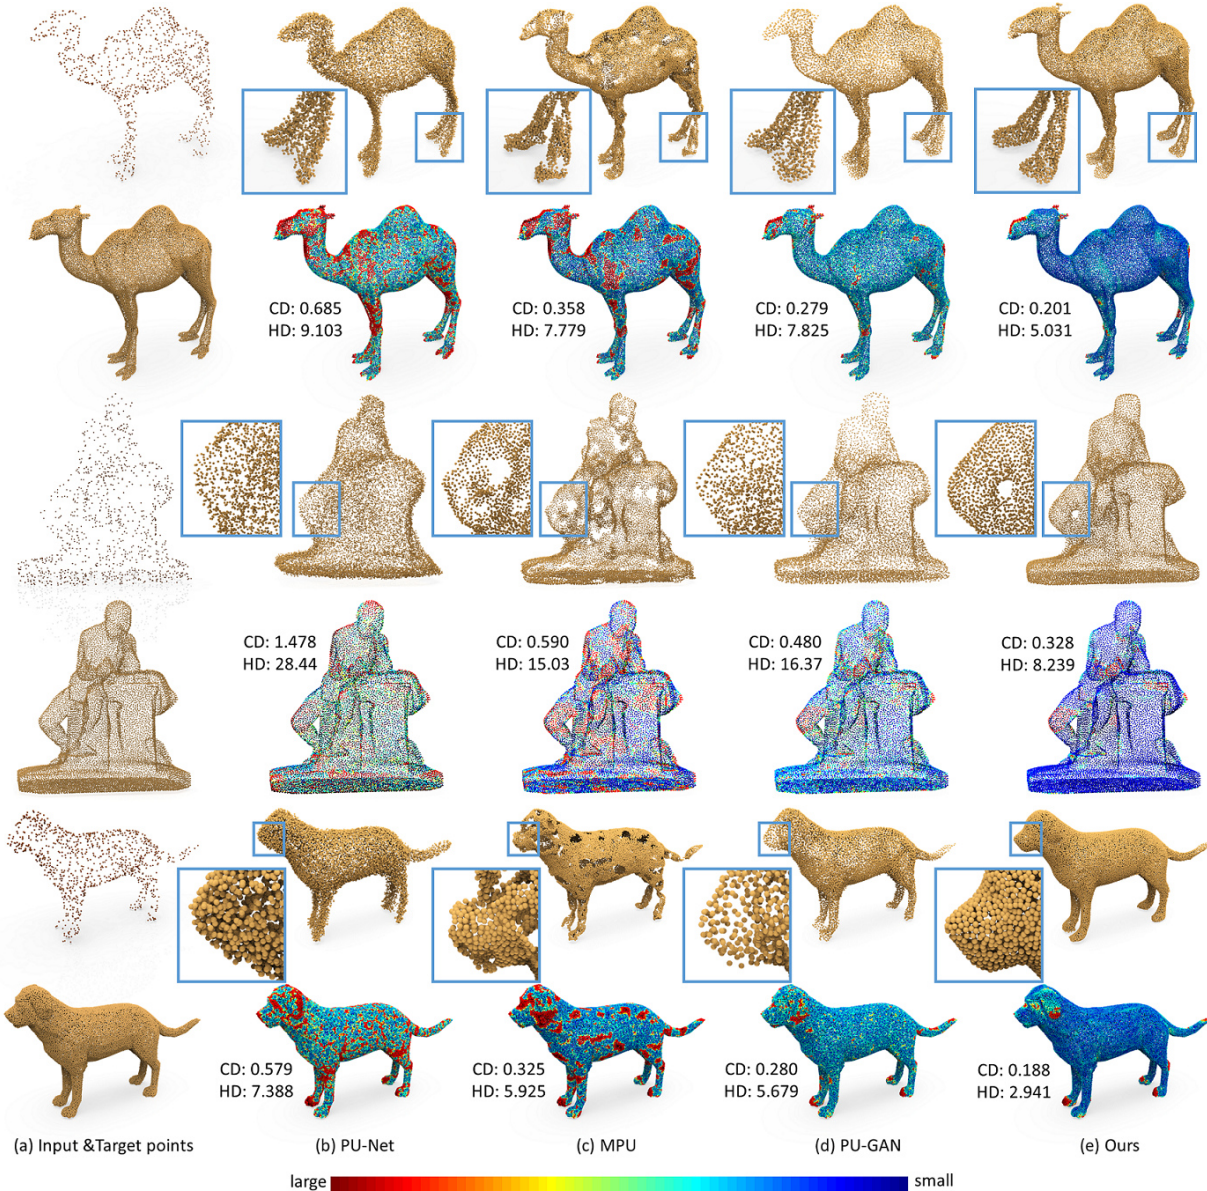 CD: 0.685
HD: 9.103
CD: 0.358
HD: 7.779
CD: 0.279
HD: 7.825
CD: 0.201
HD: 5.031
CD: 1.478
HD: 28.44
CD: 0.590
HD: 15.03
CD: 0.480
HD: 16.37
CD: 0.328
HD: 8.239
CD: 0.579
HD: 7.388
CD: 0.325
HD: 5.925
CD: 0.280
HD: 5.679
CD: 0.188
HD: 2.941
(a) Input &Target points
(b) PU-Net
(c) MPU
(d) PU-GAN
(e) Ours
large
small